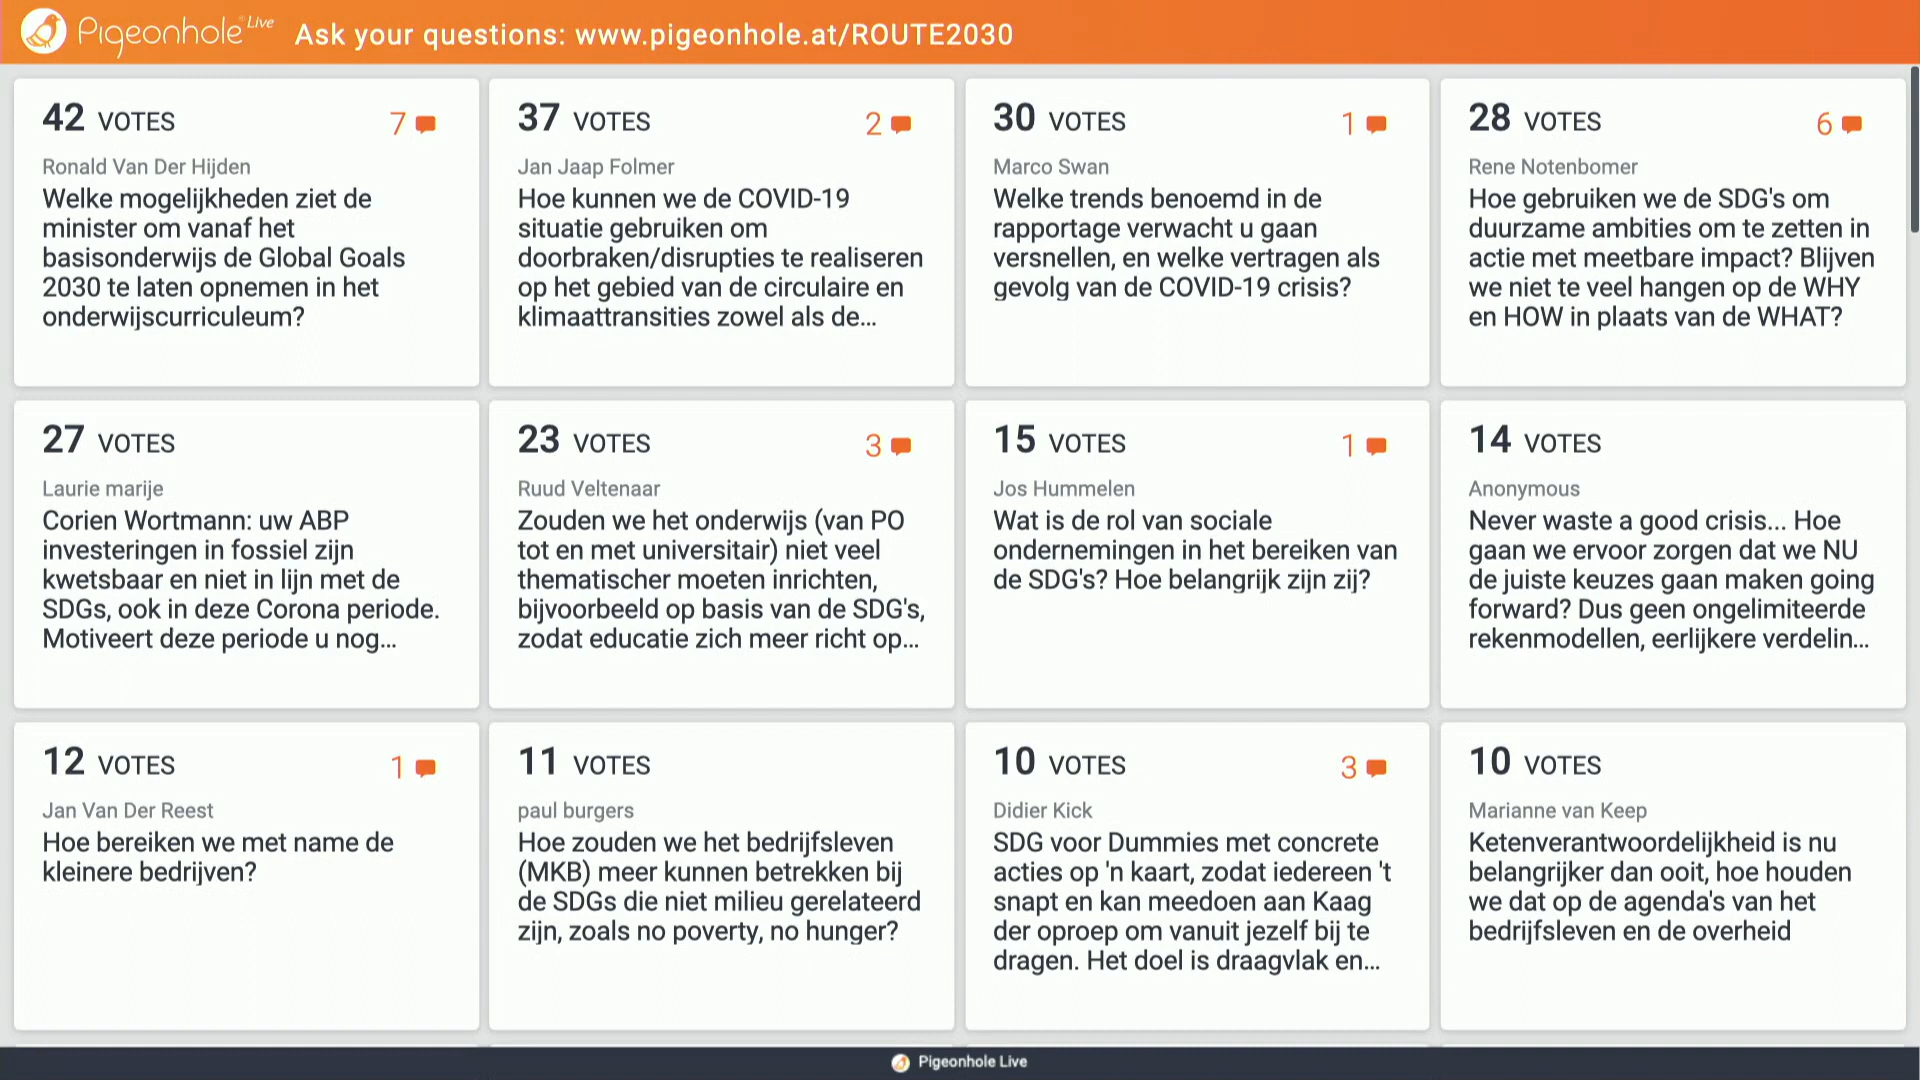 Pigeonhole Live Ask your questions: www.pigeonhole.at/ROUTE2030
42 VOTES 7
Ronald Van Der Hijden
Welke mogelijkheden ziet de
minister om vanaf het
basisonderwijs de Global Goals
2030 te laten opnemen in het
onderwijscurriculeum?
37 VOTES 2
Jan Jaap Folmer
Hoe kunnen we de COVID-19
situatie gebruiken om
doorbraken/disrupties te realiseren
op het gebied van de circulaire en
klimaattransities zowel als de...
30 VOTES 1
Marco Swan
Welke trends benoemd in de
rapportage verwacht u gaan
versnellen, en welke vertragen als
gevolg van de COVID-19 crisis?
28 VOTES 6
Rene Notenbomer
Hoe gebruiken we de SDG's om
duurzame ambities om te zetten in
actie met meetbare impact? Blijven
we niet te veel hangen op de WHY
en HOW in plaats van de WHAT?
27 VOTES
Laurie marije
Corien Wortmann: uw ABP
investeringen in fossiel zijn
kwetsbaar en niet in lijn met de
SDGs, ook in deze Corona periode.
Motiveert deze periode u nog...
23 VOTES 3
Ruud Veltenaar
Zouden we het onderwijs (van PO
tot en met universitair) niet veel
thematischer moeten inrichten,
bijvoorbeeld op basis van de SDG's,
zodat educatie zich meer richt op...
15 VOTES 1
Jos Hummelen
Wat is de rol van sociale
ondernemingen in het bereiken van
de SDG's? Hoe belangrijk zijn zij?
14 VOTES
Anonymous
Never waste a good crisis... Hoe
gaan we ervoor zorgen dat we NU
de juiste keuzes gaan maken going
forward? Dus geen ongelimiteerde
rekenmodellen, eerlijkere verdelin...
12 VOTES 1
Jan Van Der Reest
Hoe bereiken we met name de
kleinere bedrijven?
11 VOTES
paul burgers
Hoe zouden we het bedrijfsleven
(MKB) meer kunnen betrekken bij
de SDGs die niet milieu gerelateerd
zijn, zoals no poverty, no hunger?
10 VOTES 3
Didier Kick
SDG voor Dummies met concrete
acties op 'n kaart, zodat iedereen 't
snapt en kan meedoen aan Kaag
der oproep om vanuit jezelf bij te
dragen. Het doel is draagvlak en...
10 VOTES
Marianne van Keep
Ketenverantwoordelijkheid is nu
belangrijker dan ooit, hoe houden
we dat op de agenda's van het
bedrijfsleven en de overheid
Pigeonhole Live